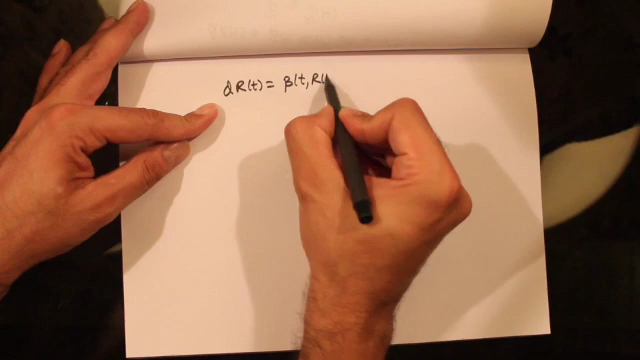 dR(t) = β(t, R(